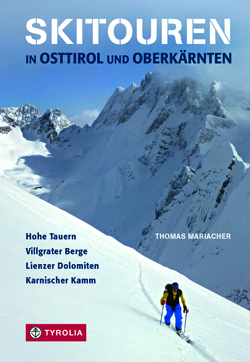 SKITOUREN
IN OSTTIROL UND OBERKÄRNTEN
THOMAS MARIACHER
Hohe Tauern
Villgrater Berge
Lienzer Dolomiten
Karnischer Kamm
TYROLIA